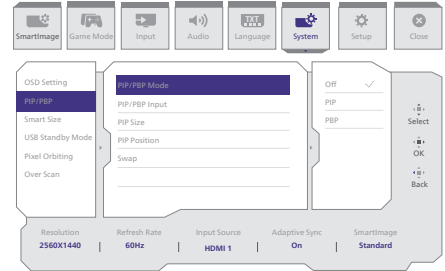 SmartImage
Game Mode
Input
Audio
TXT
Language
System
Setup
Close
OSD Setting
PIP/PBP
Smart Size
USB Standby Mode
Pixel Orbiting
Over Scan
PIP/PBP Mode
PIP/PBP Input
PIP Size
PIP Position
Swap
Off
PIP
PBP
Select
OK
Back
Resolution
2560X1440
Refresh Rate
60Hz
Input Source
HDMI 1
Adaptive Sync
On
SmartImage
Standard